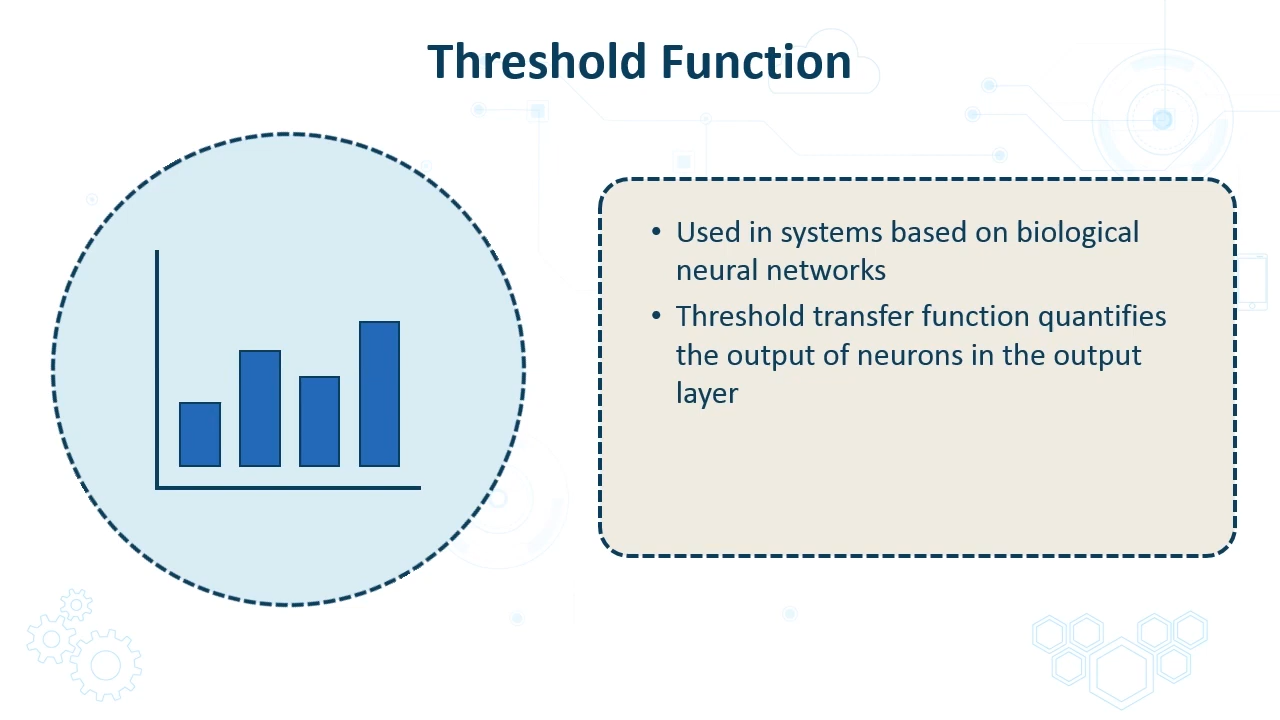 Threshold Function
• Used in systems based on biological
neural networks
• Threshold transfer function quantifies
the output of neurons in the output
layer